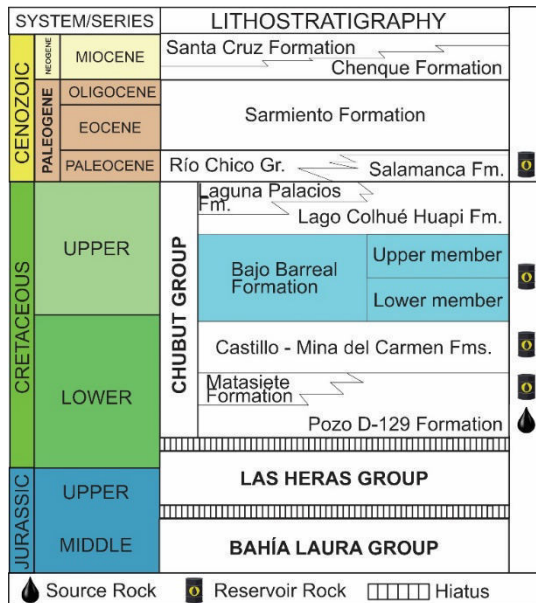 SYSTEM/SERIES
LITHOSTRATIGRAPHY
CENOZOIC
NEOGENE
MIOCENE
Santa Cruz Formation
Chenque Formation
PALEOGENE
OLIGOCENE
EOCENE
Sarmiento Formation
PALEOCENE
Río Chico Gr.
Salamanca Fm.
CRETACEOUS
UPPER
CHUBUT GROUP
Laguna Palacios
Fm.
Lago Colhué Huapi Fm.
Bajo Barreal
Formation
Upper member
Lower member
LOWER
Castillo - Mina del Carmen Fms.
Matasiete
Formation
Pozo D-129 Formation
JURASSIC
UPPER
LAS HERAS GROUP
MIDDLE
BAHÍA LAURA GROUP
Source Rock
Reservoir Rock
Hiatus